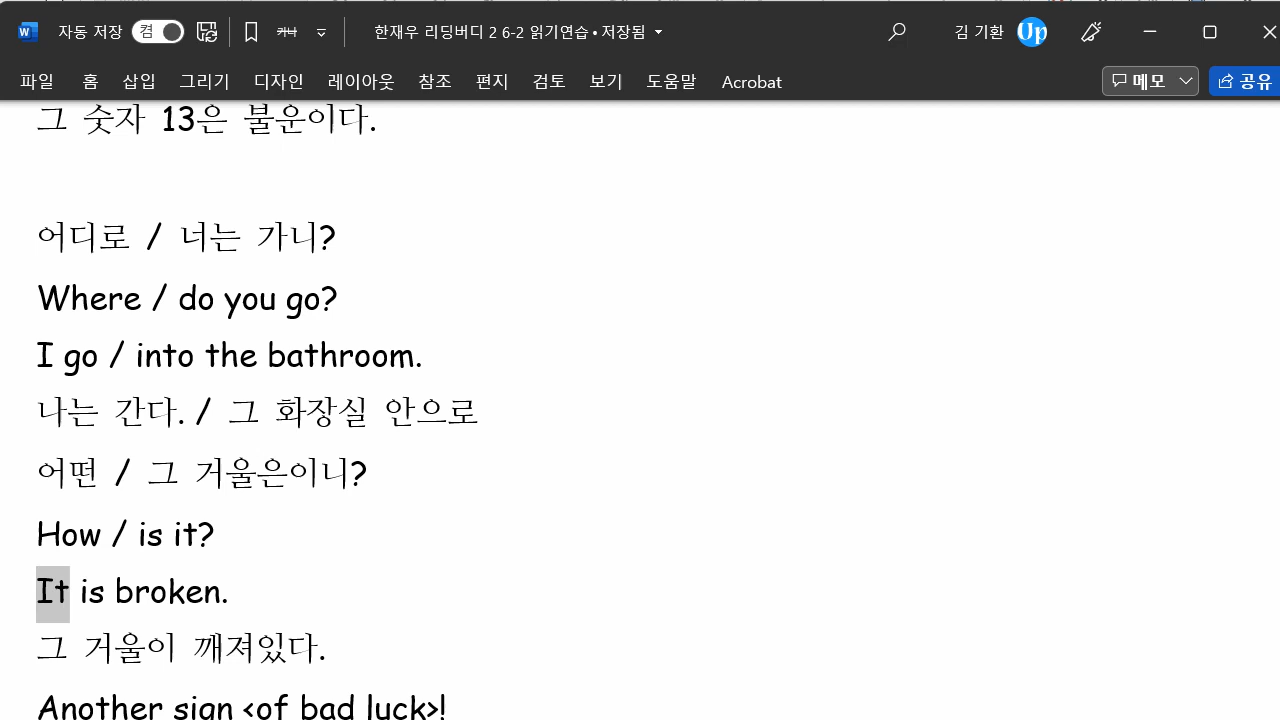 자동 저장 켬 가나 한재우 리딩버디 2 6-2 읽기연습 • 저장됨 김 기환 Up
파일 홈 삽입 그리기 디자인 레이아웃 참조 편지 검토 보기 도움말 Acrobat 메모 공유
그 숫자 13은 불운이다.
어디로 / 너는 가니?
Where / do you go?
I go / into the bathroom.
나는 간다. / 그 화장실 안으로
어떤 / 그 거울은이니?
How / is it?
It is broken.
그 거울이 깨져있다.
Another sign <of bad luck>!